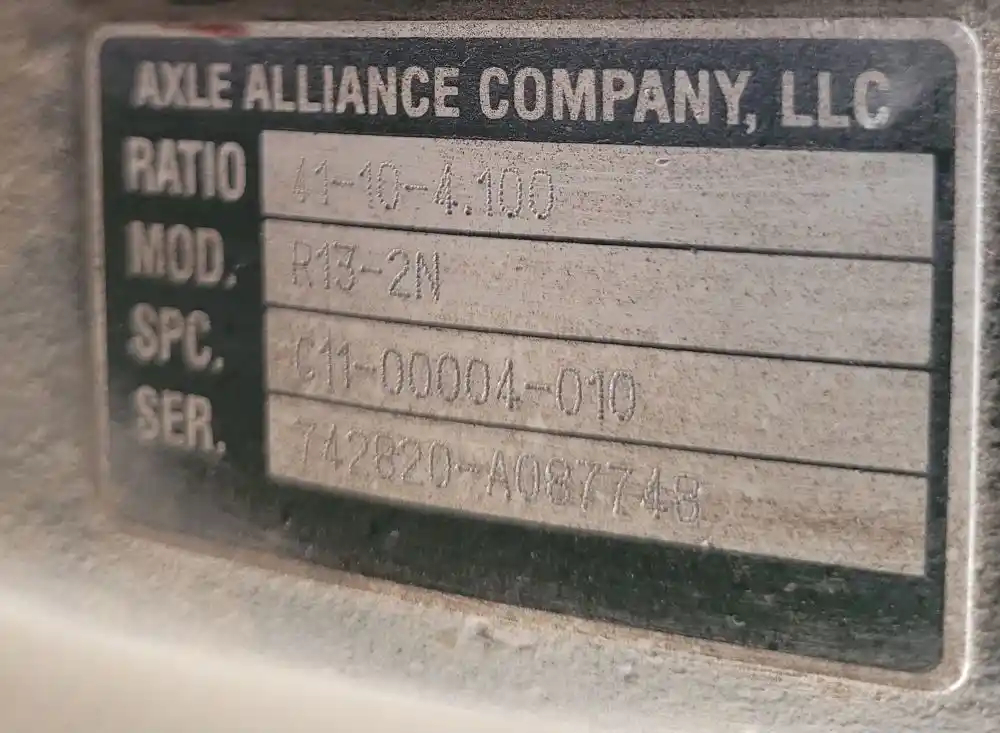 AXLE ALLIANCE COMPANY, LLC
RATIO 41-10-4.100
MOD. R13-2N
SPC. C11-00004-010
SER. 742820-A087748